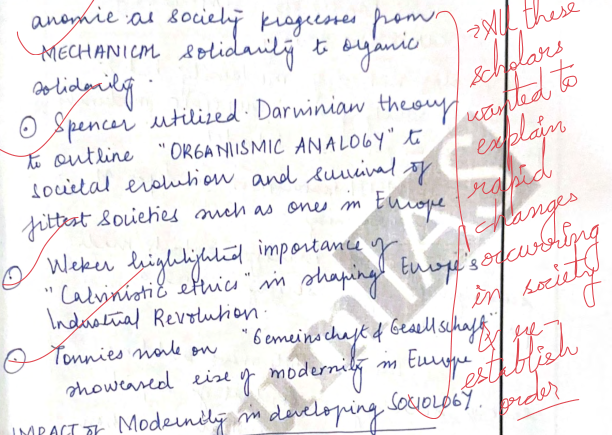 anomic as society progresses from
MECHANICAL solidarity to organic
solidarity.
Spencer utilized Darwinian theory
to outline "ORGANISMIC ANALOGY" to
societal evolution and survival of
fittest societies such as ones in Europe.
Weber highlighted importance of
"Calvinistic ethics" in shaping Europe's
Industrial Revolution.
Tonnies work on "Gemeinschaft & Gesellschaft"
showcased rise of modernity in Europe.
IMPACT of Modernity in developing SOCIOLOGY.
→ All these
scholars
wanted to
explain
rapid
changes
occuring
in society
& re-
establish
order
IAS